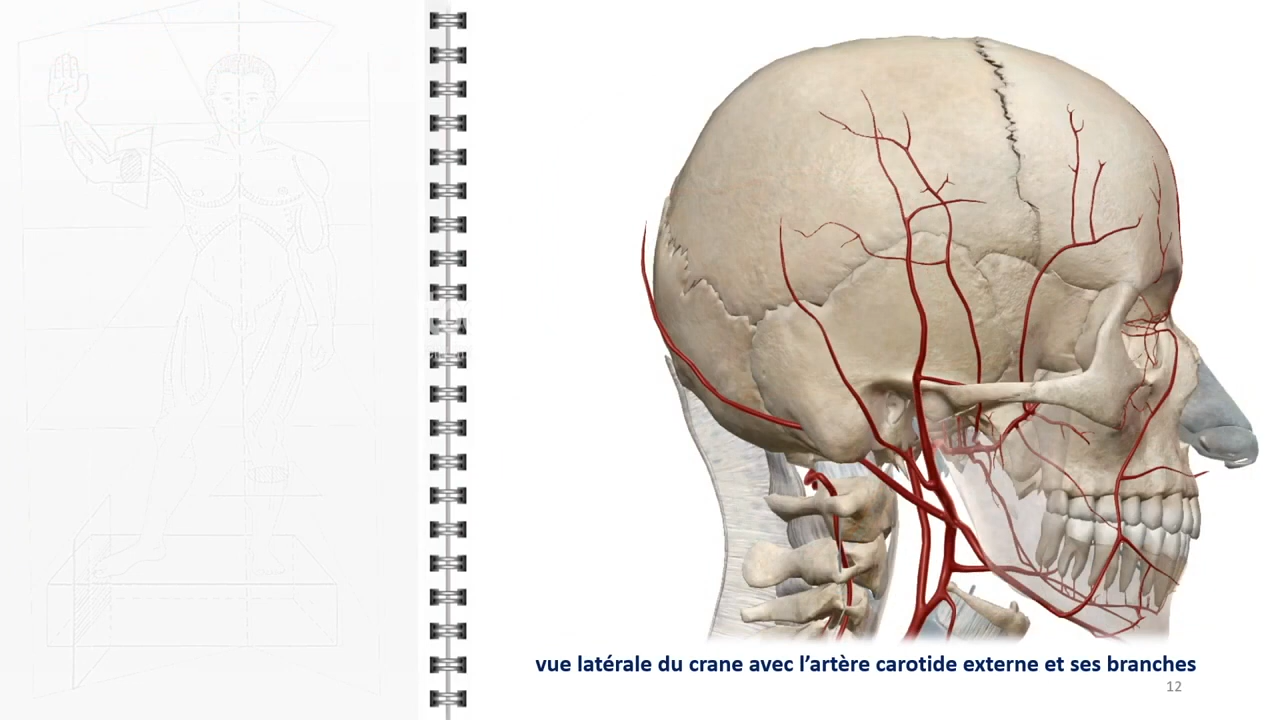 vue latérale du crane avec l’artère carotide externe et ses branches
12